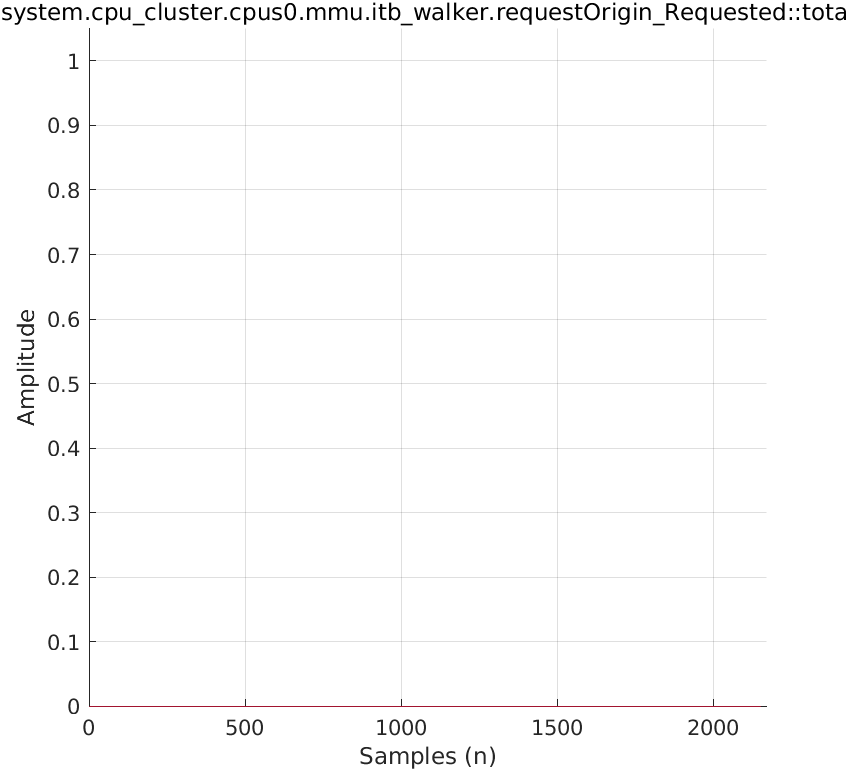 system.cpu_cluster.cpus0.mmu.itb_walker.requestOrigin_Requested::tota
1
0.9
0.8
0.7
0.6
0.5
0.4
0.3
0.2
0.1
0
Amplitude
0 500 1000 1500 2000
Samples (n)